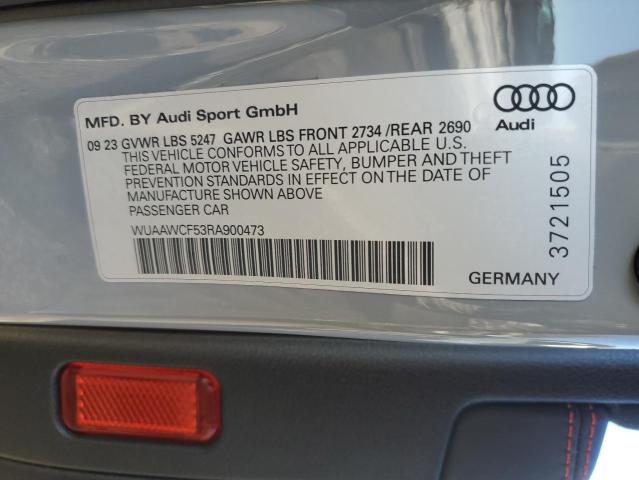 MFD. BY Audi Sport GmbH
Audi
09 23 GVWR LBS 5247 GAWR LBS FRONT 2734 /REAR 2690
THIS VEHICLE CONFORMS TO ALL APPLICABLE U.S.
FEDERAL MOTOR VEHICLE SAFETY, BUMPER AND THEFT
PREVENTION STANDARDS IN EFFECT ON THE DATE OF
MANUFACTURE SHOWN ABOVE
PASSENGER CAR
WUAAWCF53RA900473
GERMANY
3721505